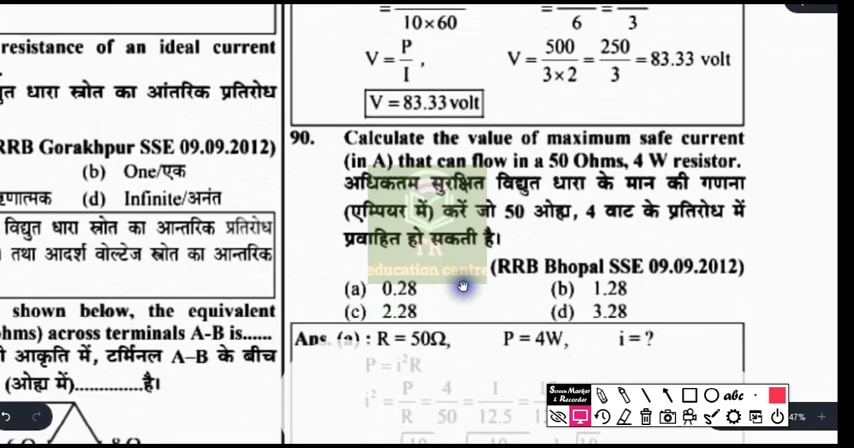 resistance of an ideal current
धारा स्रोत का आंतरिक प्रतिरोध
RRB Gorakhpur SSE 09.09.2012)
(b) One/एक
(d) Infinite/अनंत
विद्युत धारा स्रोत का आन्तरिक प्रतिरोध
तथा आदर्श वोल्टेज स्रोत का आन्तरिक
shown below, the equivalent
ohms) across terminals A-B is......
आकृति में, टर्मिनल A–B के बीच
(ओह्म में).............है।
= 10×60 = 6 = 3
V = P/I , V = 500/3×2 = 250/3 = 83.33 volt
V = 83.33 volt
90. Calculate the value of maximum safe current
(in A) that can flow in a 50 Ohms, 4 W resistor.
अधिकतम सुरक्षित विद्युत धारा के मान की गणना
(एम्पियर में) करें जो 50 ओह्म, 4 वाट के प्रतिरोध में
प्रवाहित हो सकती है।
TR
education centre
(RRB Bhopal SSE 09.09.2012)
(a) 0.28 (b) 1.28
(c) 2.28 (d) 3.28
Ans. (a) : R = 50Ω, P = 4W, i = ?
P = i²R
i² = P/R = 4/50 = 1/12.5 =
Screen Marker
& Recorder
abc
47%